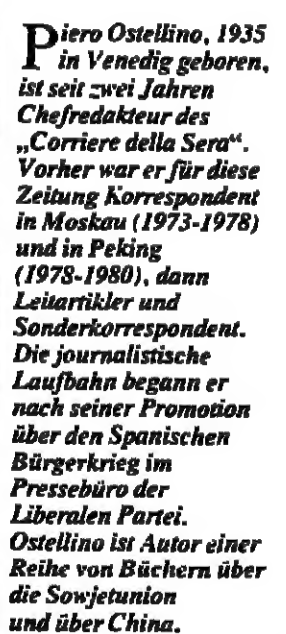 Piero Ostellino, 1935
in Venedig geboren,
ist seit zwei Jahren
Chefredakteur des
„Corriere della Sera“.
Vorher war er für diese
Zeitung Korrespondent
in Moskau (1973-1978)
und in Peking
(1978-1980), dann
Leitartikler und
Sonderkorrespondent.
Die journalistische
Laufbahn begann er
nach seiner Promotion
über den Spanischen
Bürgerkrieg im
Pressebüro der
Liberalen Partei.
Ostellino ist Autor einer
Reihe von Büchern über
die Sowjetunion
und über China.